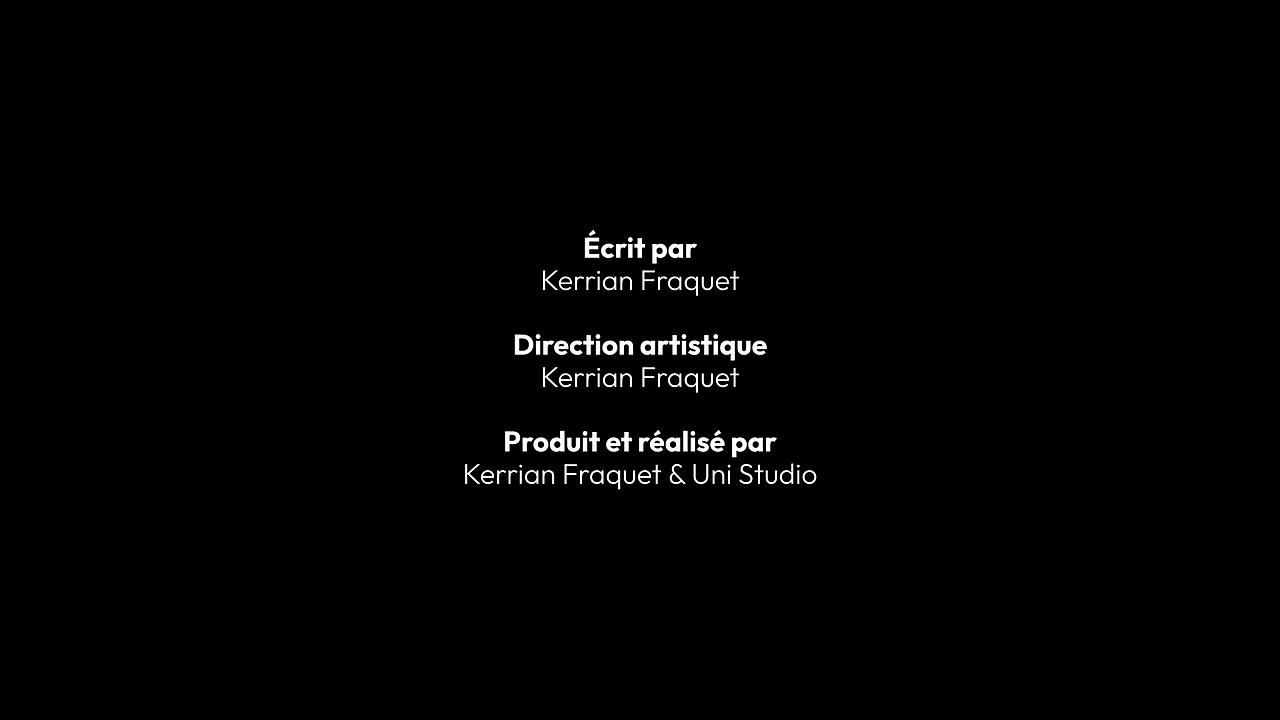 Écrit par
Kerrian Fraquet
Direction artistique
Kerrian Fraquet
Produit et réalisé par
Kerrian Fraquet & Uni Studio